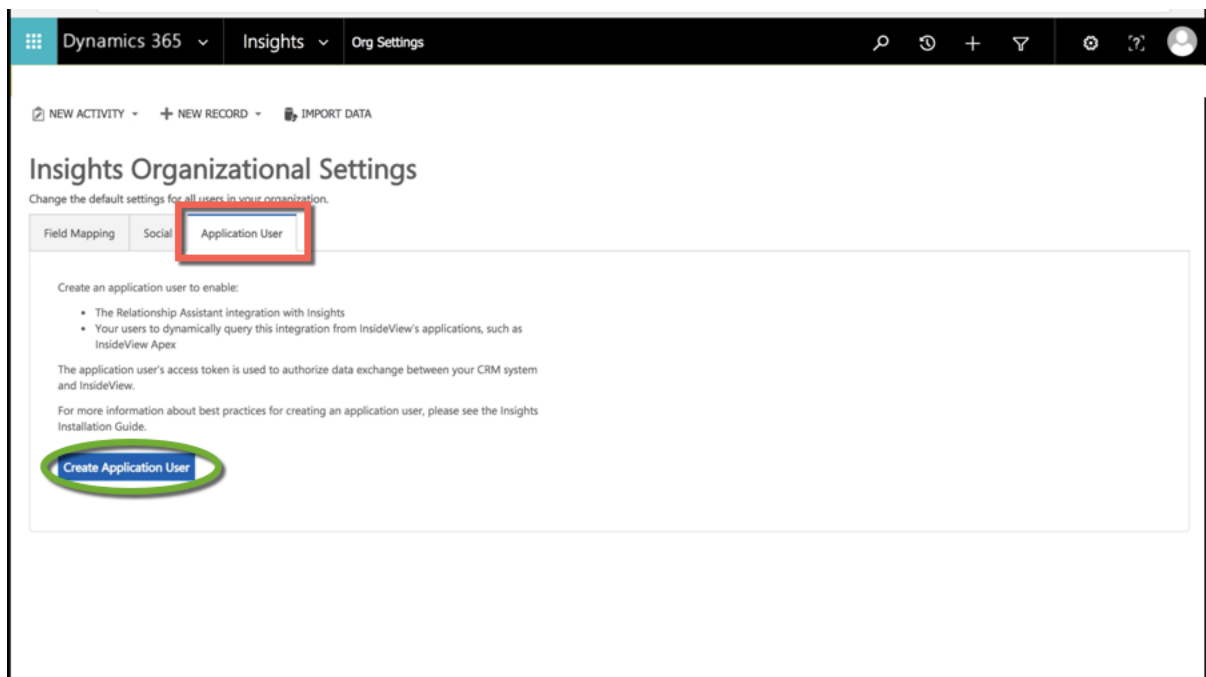 Dynamics 365 Insights Org Settings
NEW ACTIVITY NEW RECORD IMPORT DATA
Insights Organizational Settings
Change the default settings for all users in your organization.
Field Mapping Social Application User
Create an application user to enable:
• The Relationship Assistant integration with Insights
• Your users to dynamically query this integration from InsideView's applications, such as
InsideView Apex
The application user's access token is used to authorize data exchange between your CRM system
and InsideView.
For more information about best practices for creating an application user, please see the Insights
Installation Guide.
Create Application User